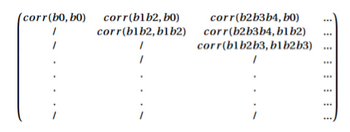 corr(b0,b0) corr(b1b2,b0) corr(b2b3b4,b0) ...
/ corr(b1b2,b1b2) corr(b2b3b4,b1b2) ...
/ / corr(b1b2b3,b1b2b3) ...
. . / ...
. . . ...
. . . ...
. . . ...
/ / / ...